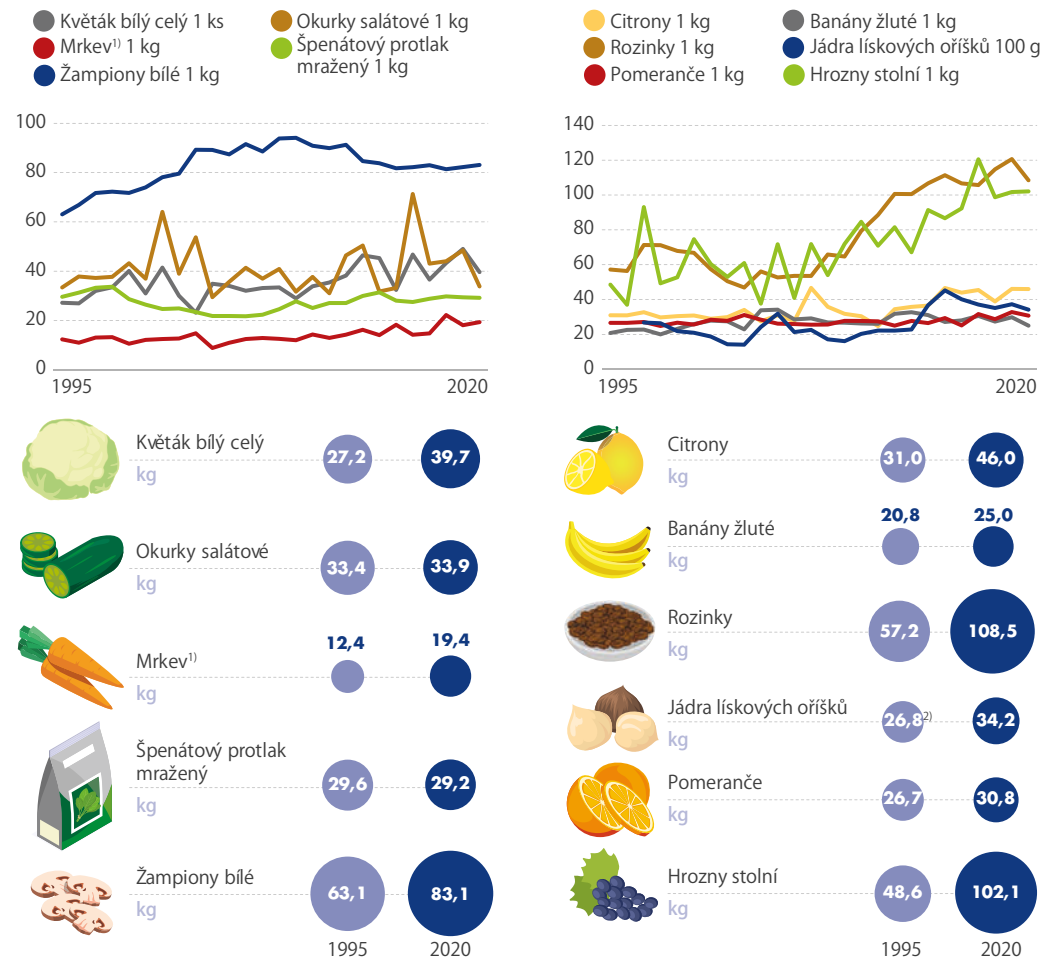 Květák bílý celý 1 ks
Mrkev1) 1 kg
Žampiony bílé 1 kg
Okurky salátové 1 kg
Špenátový protlak
mražený 1 kg
100
80
60
40
20
0
1995
2020
Květák bílý celý
kg
27,2
39,7
Okurky salátové
kg
33,4
33,9
Mrkev1)
kg
12,4
19,4
Špenátový protlak
mražený
kg
29,6
29,2
Žampiony bílé
kg
63,1
83,1
1995
2020
Citrony 1 kg
Rozinky 1 kg
Pomeranče 1 kg
Banány žluté 1 kg
Jádra lískových oříšků 100 g
Hrozny stolní 1 kg
140
120
100
80
60
40
20
0
1995
2020
Citrony
kg
31,0
46,0
Banány žluté
kg
20,8
25,0
Rozinky
kg
57,2
108,5
Jádra lískových oříšků
kg
26,82)
34,2
Pomeranče
kg
26,7
30,8
Hrozny stolní
kg
48,6
102,1
1995
2020